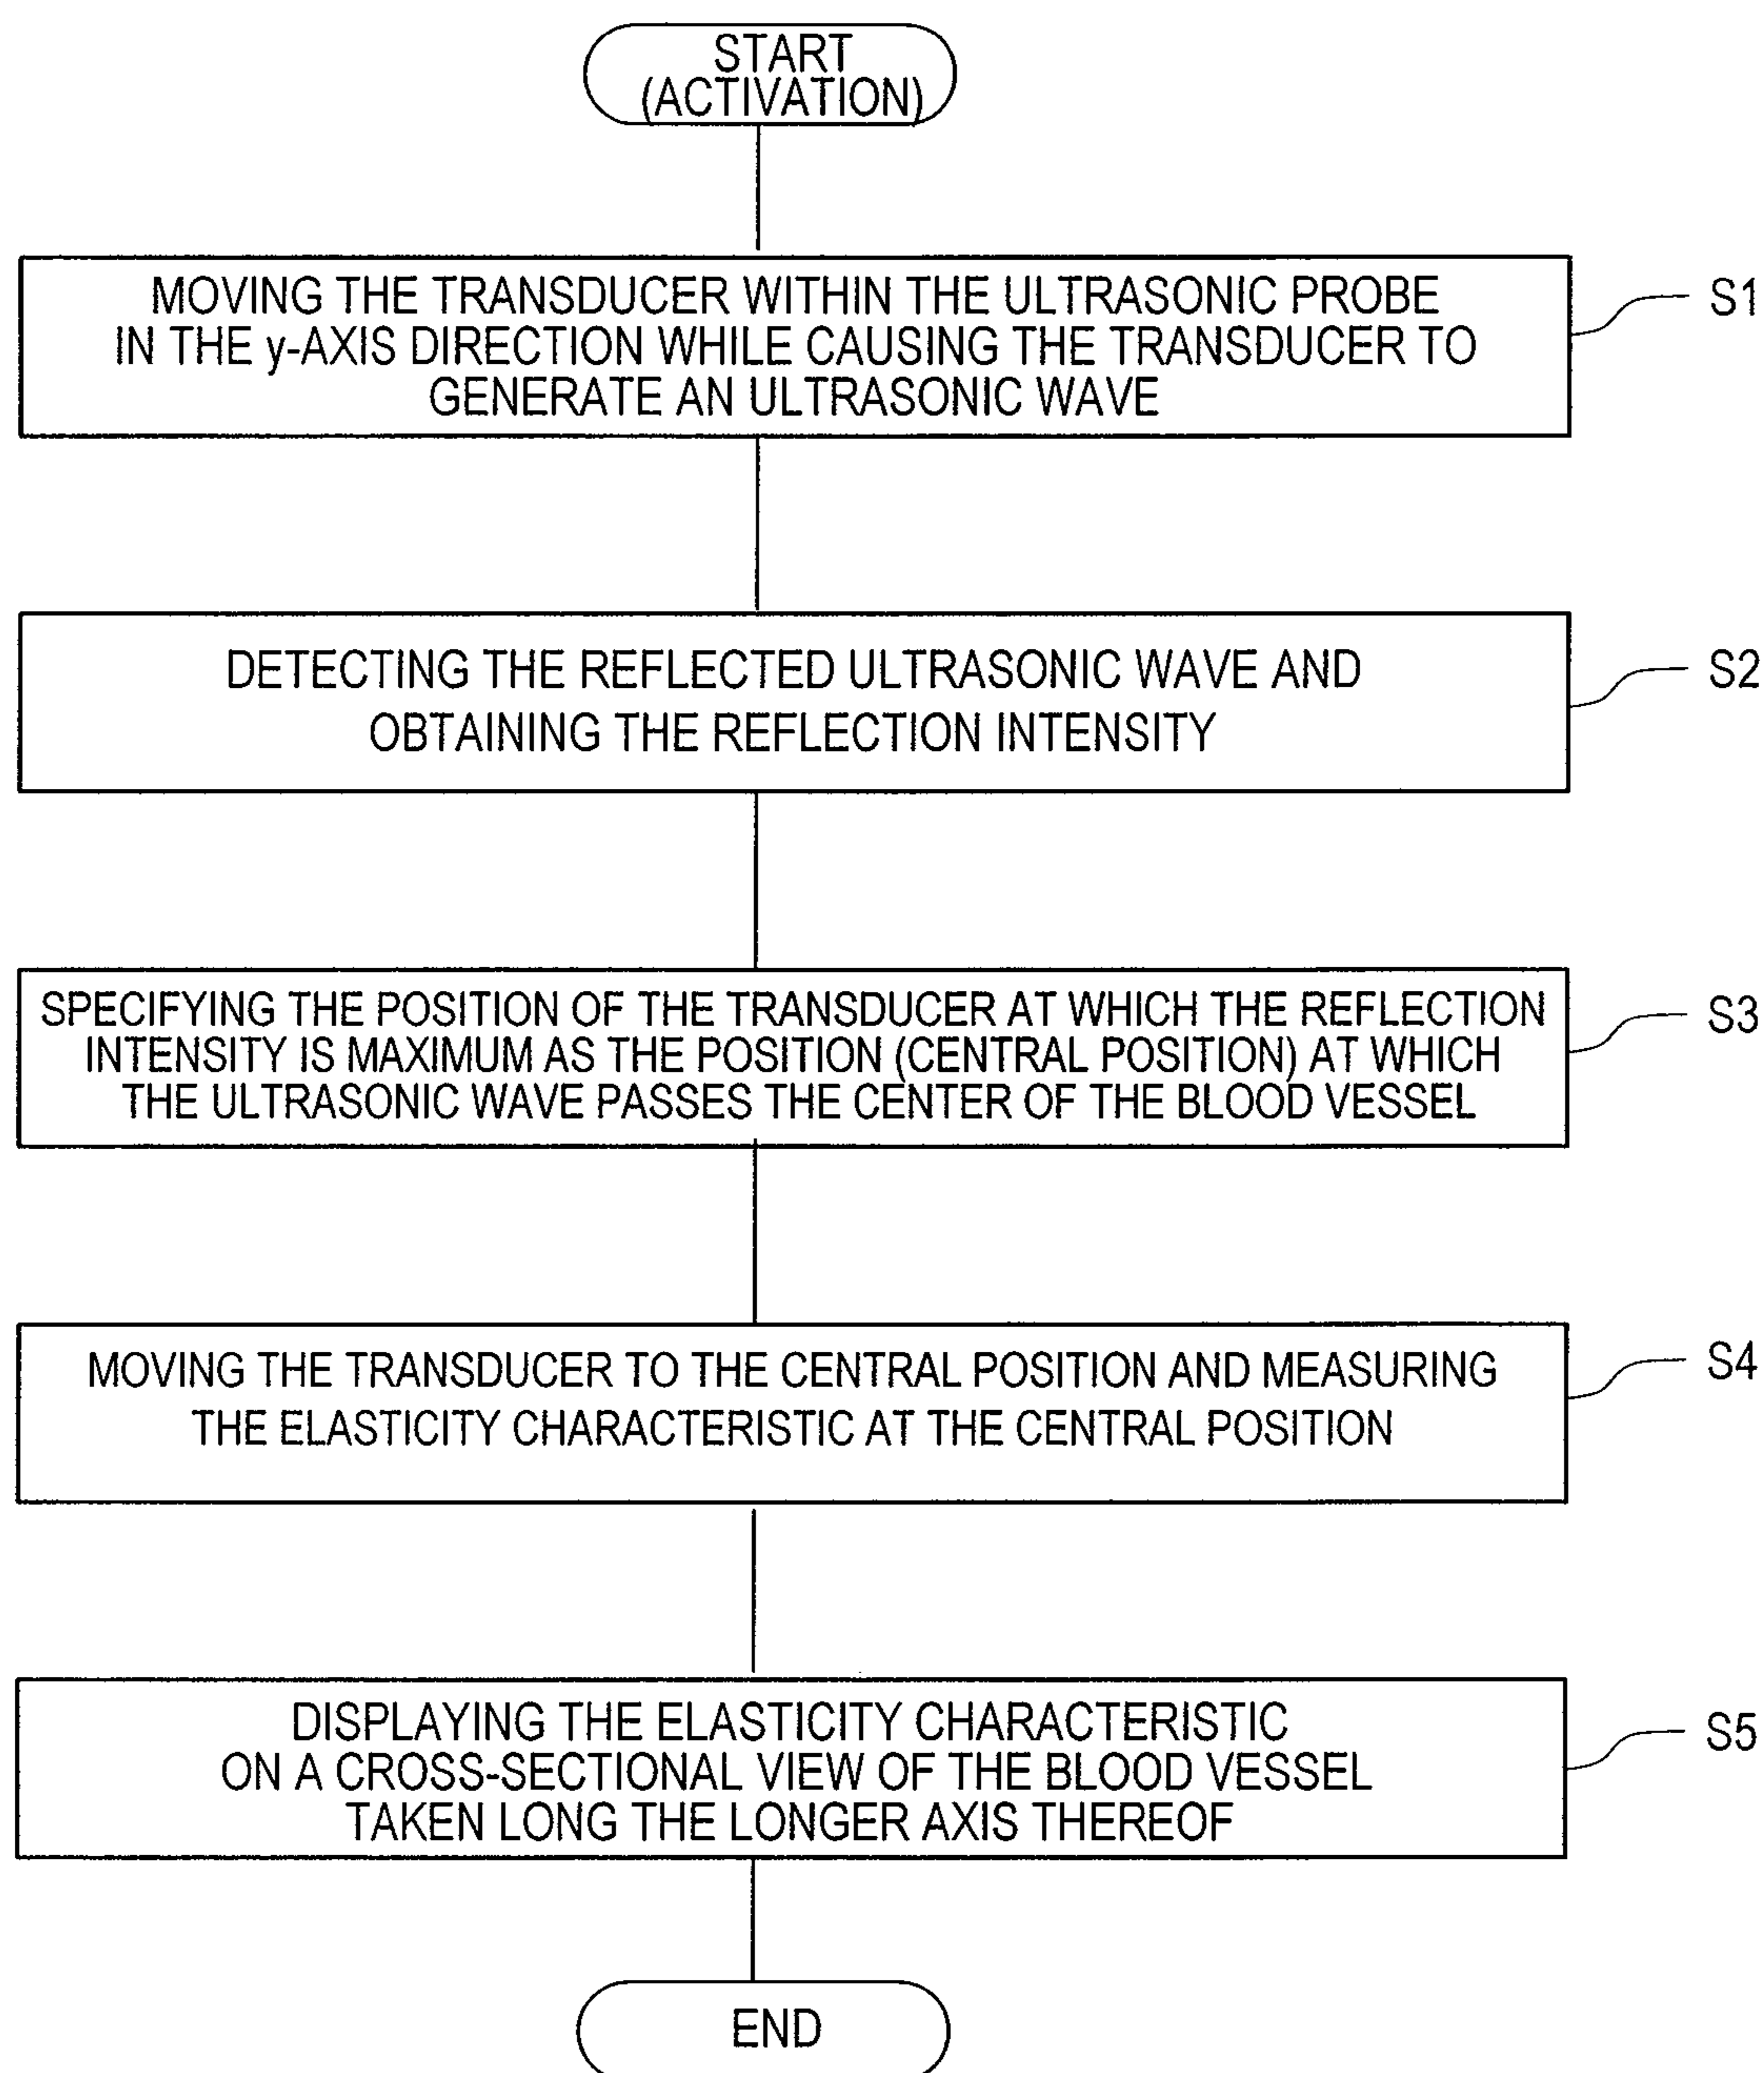 START
(ACTIVATION)
MOVING THE TRANSDUCER WITHIN THE ULTRASONIC PROBE
IN THE y-AXIS DIRECTION WHILE CAUSING THE TRANSDUCER TO
GENERATE AN ULTRASONIC WAVE
S1
DETECTING THE REFLECTED ULTRASONIC WAVE AND
OBTAINING THE REFLECTION INTENSITY
S2
SPECIFYING THE POSITION OF THE TRANSDUCER AT WHICH THE REFLECTION
INTENSITY IS MAXIMUM AS THE POSITION (CENTRAL POSITION) AT WHICH
THE ULTRASONIC WAVE PASSES THE CENTER OF THE BLOOD VESSEL
S3
MOVING THE TRANSDUCER TO THE CENTRAL POSITION AND MEASURING
THE ELASTICITY CHARACTERISTIC AT THE CENTRAL POSITION
S4
DISPLAYING THE ELASTICITY CHARACTERISTIC
ON A CROSS-SECTIONAL VIEW OF THE BLOOD VESSEL
TAKEN LONG THE LONGER AXIS THEREOF
S5
END